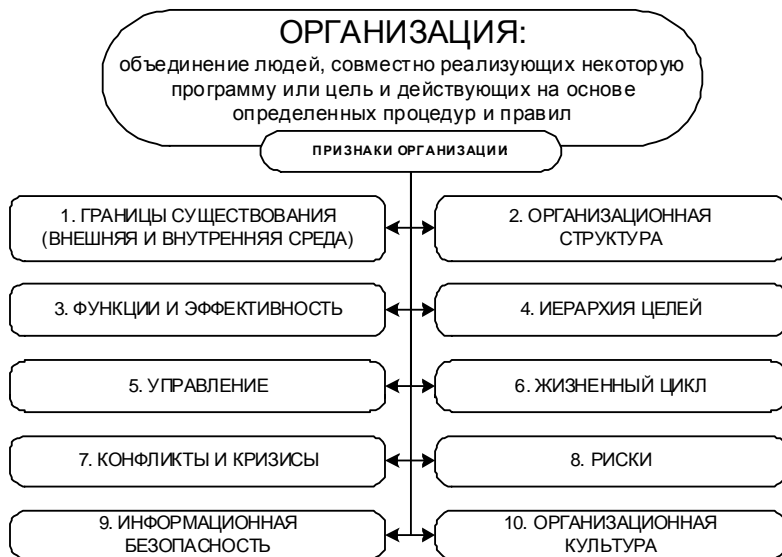 ОРГАНИЗАЦИЯ:
объединение людей, совместно реализующих некоторую
программу или цель и действующих на основе
определенных процедур и правил
ПРИЗНАКИ ОРГАНИЗАЦИИ
1. ГРАНИЦЫ СУЩЕСТВОВАНИЯ
(ВНЕШНЯЯ И ВНУТРЕННЯЯ СРЕДА)
2. ОРГАНИЗАЦИОННАЯ
СТРУКТУРА
3. ФУНКЦИИ И ЭФФЕКТИВНОСТЬ
4. ИЕРАРХИЯ ЦЕЛЕЙ
5. УПРАВЛЕНИЕ
6. ЖИЗНЕННЫЙ ЦИКЛ
7. КОНФЛИКТЫ И КРИЗИСЫ
8. РИСКИ
9. ИНФОРМАЦИОННАЯ
БЕЗОПАСНОСТЬ
10. ОРГАНИЗАЦИОННАЯ
КУЛЬТУРА